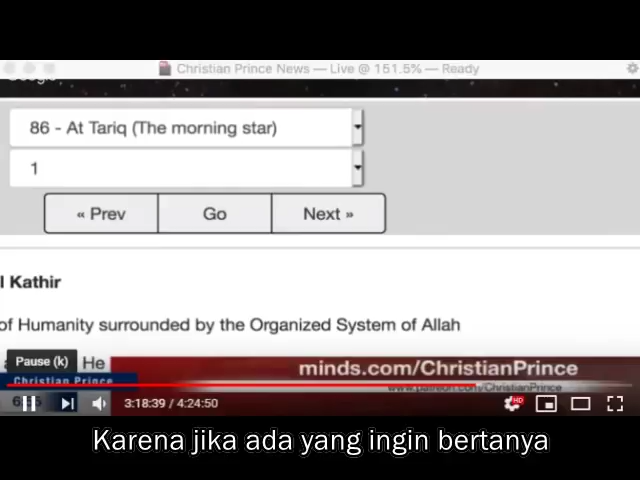 Christian Prince News — Live @ 151.5% — Ready
Google
86 - At Tariq (The morning star)
1
« Prev
Go
Next »
l Kathir
of Humanity surrounded by the Organized System of Allah
Pause (k)
He
minds.com/ChristianPrince
Christian Prince
www.patreon.com/ChristianPrince
3:18:39 / 4:24:50
HD
Karena jika ada yang ingin bertanya